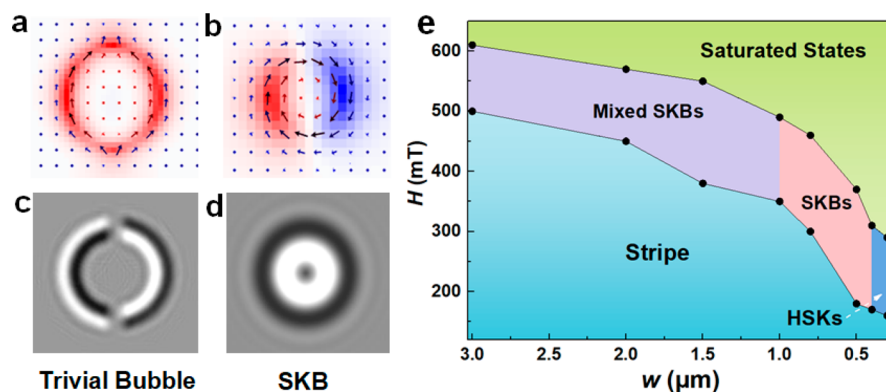 a
b
c
d
Trivial Bubble
SKB
e
600
500
400
300
200
H (mT)
Saturated States
Mixed SKBs
SKBs
Stripe
HSKs
3.0
2.5
2.0
1.5
1.0
0.5
w (μm)